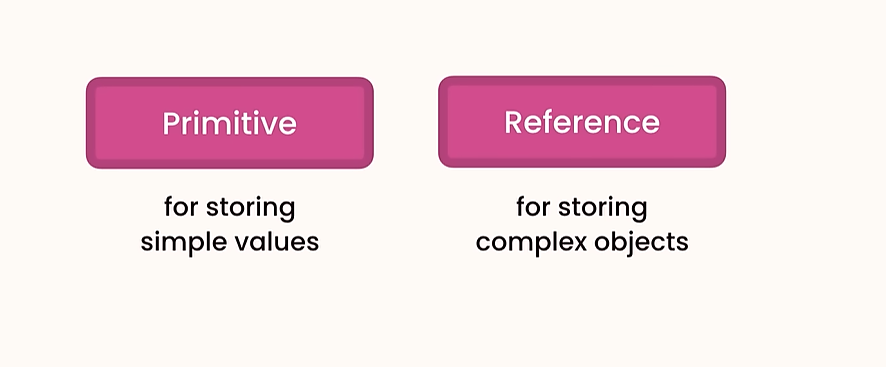 Primitive
for storing
simple values
Reference
for storing
complex objects